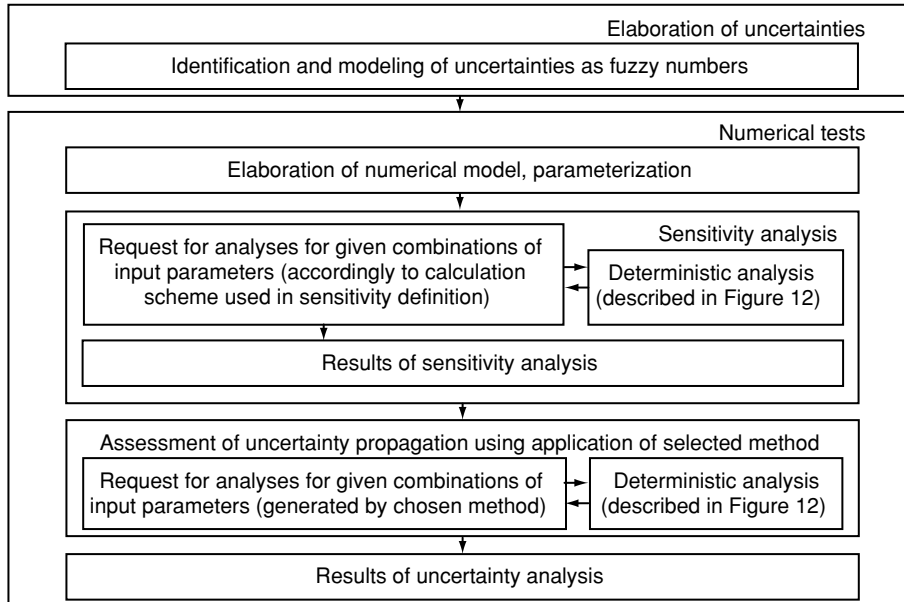 Elaboration of uncertainties
Identification and modeling of uncertainties as fuzzy numbers
Numerical tests
Elaboration of numerical model, parameterization
Sensitivity analysis
Request for analyses for given combinations of
input parameters (accordingly to calculation
scheme used in sensitivity definition)
Deterministic analysis
(described in Figure 12)
Results of sensitivity analysis
Assessment of uncertainty propagation using application of selected method
Request for analyses for given combinations of
input parameters (generated by chosen method)
Deterministic analysis
(described in Figure 12)
Results of uncertainty analysis